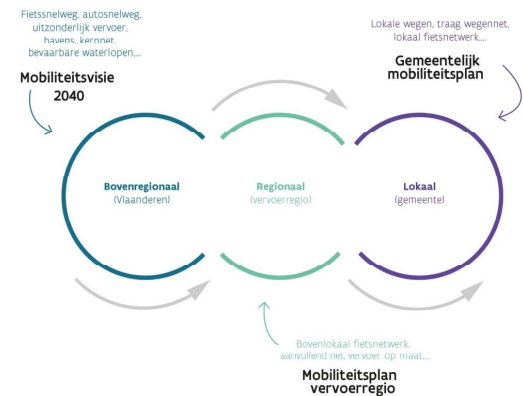 Fietssnelweg, autosnelweg,
uitzonderlijk vervoer,
havens, kernnet,
bevaarbare waterlopen,...
Mobiliteitsvisie
2040
Lokale wegen, traag wegennet,
lokaal fietsnetwerk,...
Gemeentelijk
mobiliteitsplan
Bovenregionaal
(Vlaanderen)
Regionaal
(vervoerregio)
Lokaal
(gemeente)
Bovenlokaal fietsnetwerk,
aanvullend net, vervoer op maat,...
Mobiliteitsplan
vervoerregio